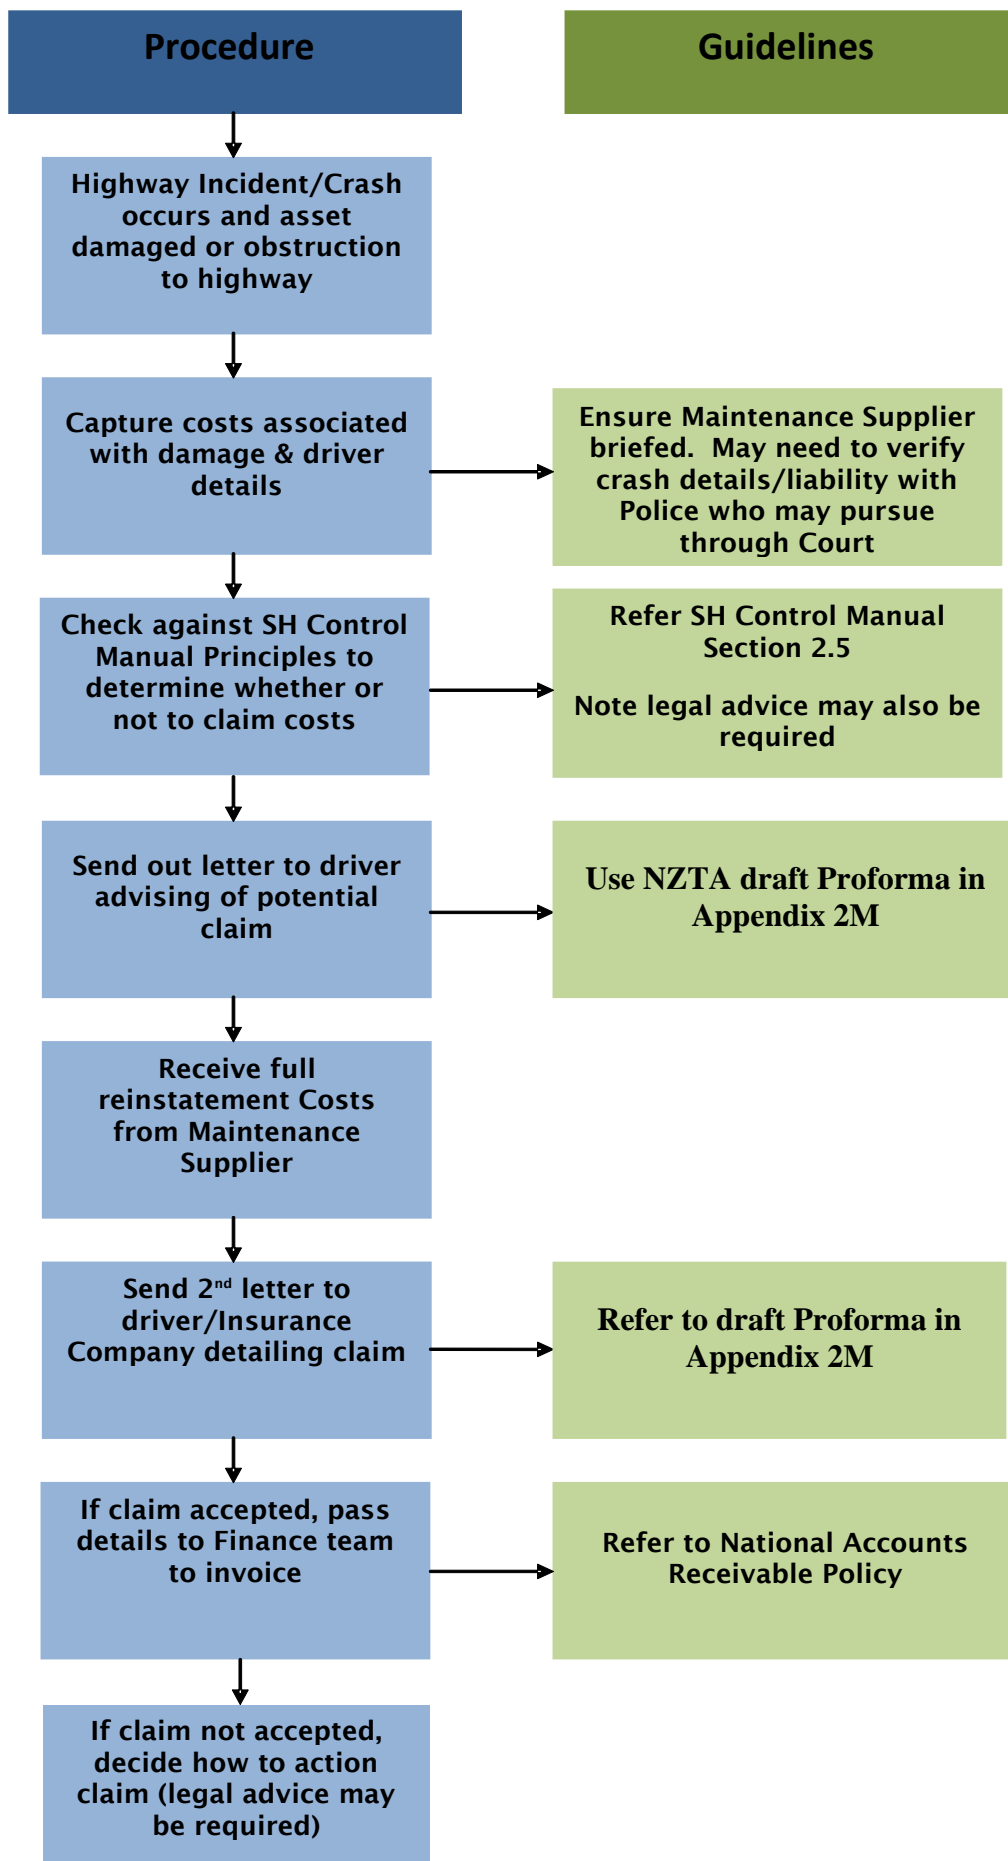 Procedure
Guidelines
Highway Incident/Crash
occurs and asset
damaged or obstruction
to highway
Capture costs associated
with damage & driver
details
Ensure Maintenance Supplier
briefed.  May need to verify
crash details/liability with
Police who may pursue
through Court
Check against SH Control
Manual Principles to
determine whether or
not to claim costs
Refer SH Control Manual
Section 2.5
Note legal advice may also be
required
Send out letter to driver
advising of potential
claim
Use NZTA draft Proforma in
Appendix 2M
Receive full
reinstatement Costs
from Maintenance
Supplier
Send 2nd letter to
driver/Insurance
Company detailing claim
Refer to draft Proforma in
Appendix 2M
If claim accepted, pass
details to Finance team
to invoice
Refer to National Accounts
Receivable Policy
If claim not accepted,
decide how to action
claim (legal advice may
be required)